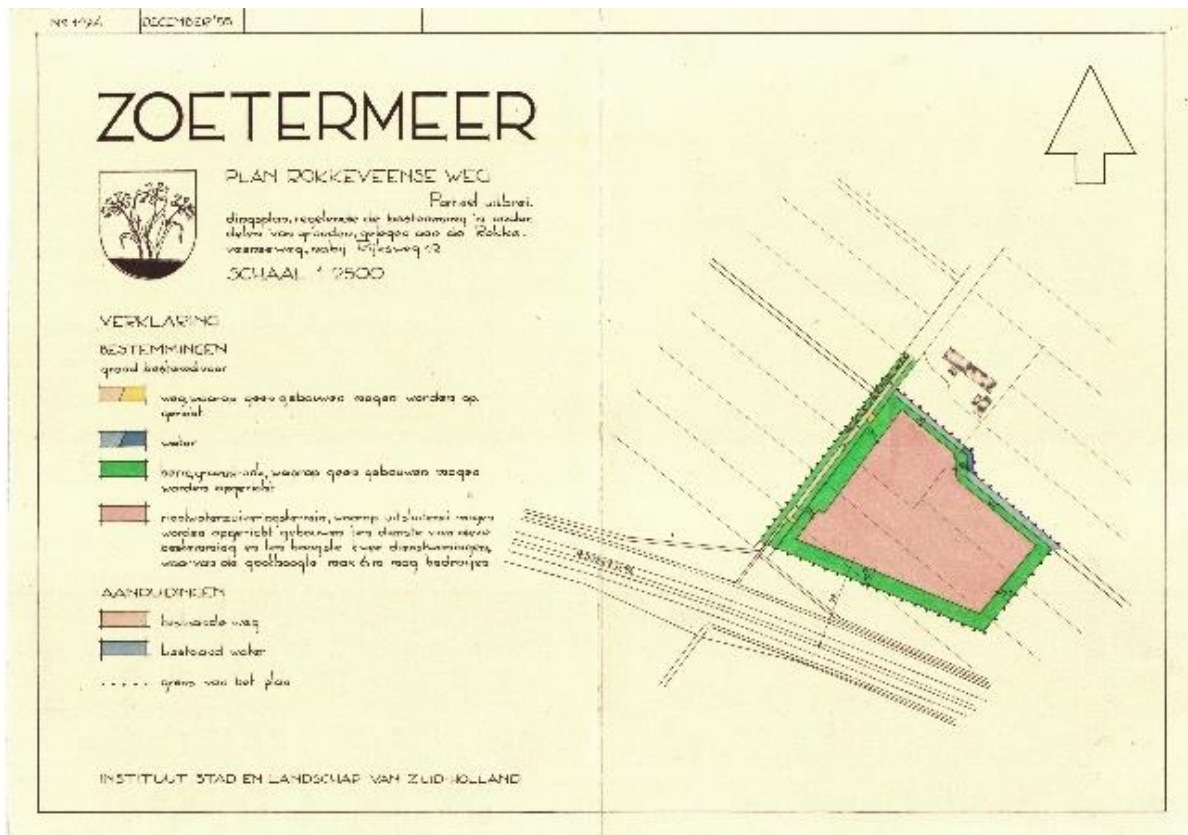 DECEMBER '55
ZOETERMEER
PLAN ROKKEVEENSE WEG
Partieel uitbrei-
dingsplan, regelende de bestemming in onder
delen van gronden, gelegen aan de Rokke-
veenseweg, nabij Rijksweg 12
SCHAAL 1:2500
VERKLARING
BESTEMMINGEN
grond bestemd voor
weg, waarop geen gebouwen mogen worden op
gericht
water
berm, groenstrook, waarop geen gebouwen mogen
worden opgericht
rioolwaterzuiveringsterrein, waarop uitsluitend mogen
worden opgericht gebouwen ten dienste van deze
bestemming en ten hoogste twee dienstwoningen,
waarvan de goothoogte max 6 m mag bedragen
AANDUIDINGEN
bestaande weg
bestaand water
grens van het plan
RIJKSWEG 12
INSTITUUT STAD EN LANDSCHAP VAN ZUID-HOLLAND